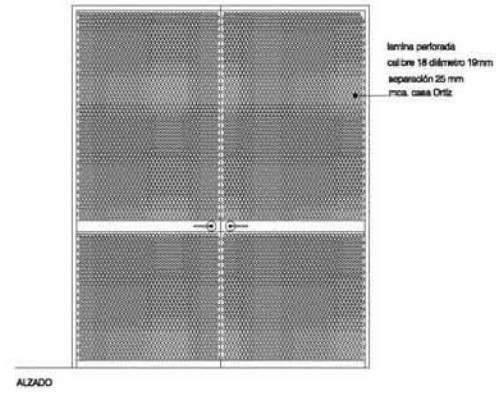 lamina perforada
calibre 18 diámetro 19mm
separación 25 mm
mca. casa Ortiz
ALZADO